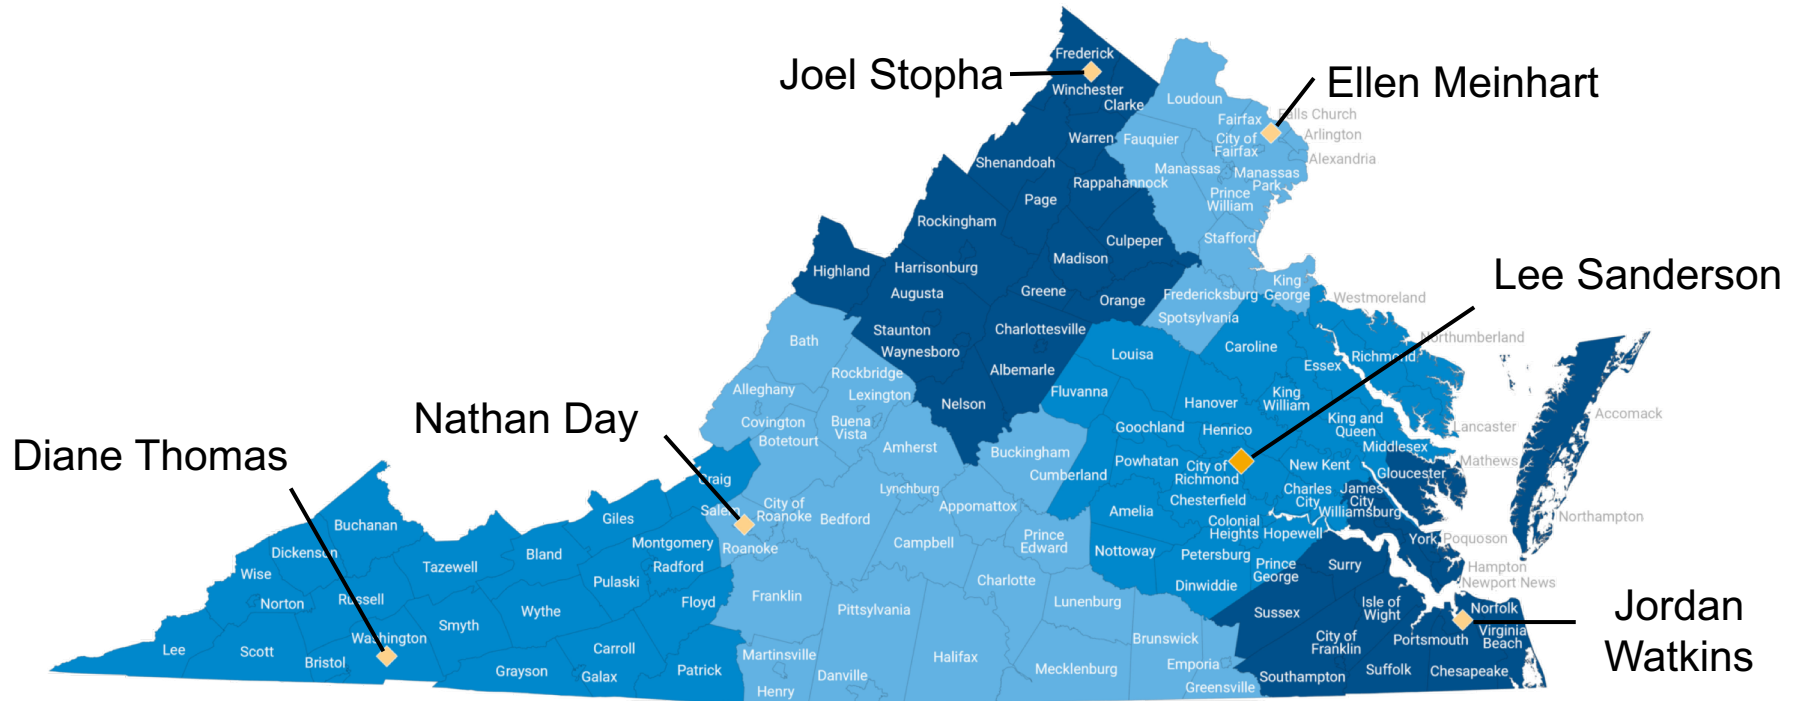 Joel Stopha
Ellen Meinhart
Lee Sanderson
Nathan Day
Diane Thomas
Jordan
Watkins
Frederick
Winchester
Clarke
Loudoun
Warren
Fauquier
Fairfax
Falls Church
City of
Fairfax
Arlington
Alexandria
Shenandoah
Manassas
Manassas
Park
Rappahannock
Prince
William
Page
Rockingham
Culpeper
Stafford
Madison
Highland
Harrisonburg
Augusta
Greene
Orange
Fredericksburg
King
George
Westmoreland
Spotsylvania
Staunton
Waynesboro
Charlottesville
Albemarle
Nelson
Northumberland
Richmond
Essex
Caroline
Louisa
Fluvanna
Bath
Rockbridge
Lexington
Alleghany
Covington
Botetourt
Buena
Vista
Amherst
Buckingham
Cumberland
Goochland
Hanover
Henrico
King
William
King and
Queen
Lancaster
Middlesex
Mathews
Gloucester
Accomack
Northampton
Powhatan
City of
Richmond
New Kent
Chesterfield
Charles
City
James
City
Williamsburg
Amelia
Colonial
Heights
Hopewell
York
Poquoson
Hampton
Newport News
Craig
Salem
City of
Roanoke
Roanoke
Bedford
Lynchburg
Appomattox
Campbell
Prince
Edward
Nottoway
Petersburg
Prince
George
Dinwiddie
Surry
Sussex
Isle of
Wight
Norfolk
Portsmouth
Virginia
Beach
City of
Franklin
Suffolk
Chesapeake
Southampton
Buchanan
Dickenson
Wise
Norton
Russell
Tazewell
Bland
Giles
Montgomery
Radford
Pulaski
Floyd
Franklin
Pittsylvania
Charlotte
Lunenburg
Brunswick
Emporia
Greensville
Mecklenburg
Halifax
Danville
Martinsville
Henry
Patrick
Carroll
Galax
Grayson
Wythe
Smyth
Washington
Bristol
Scott
Lee